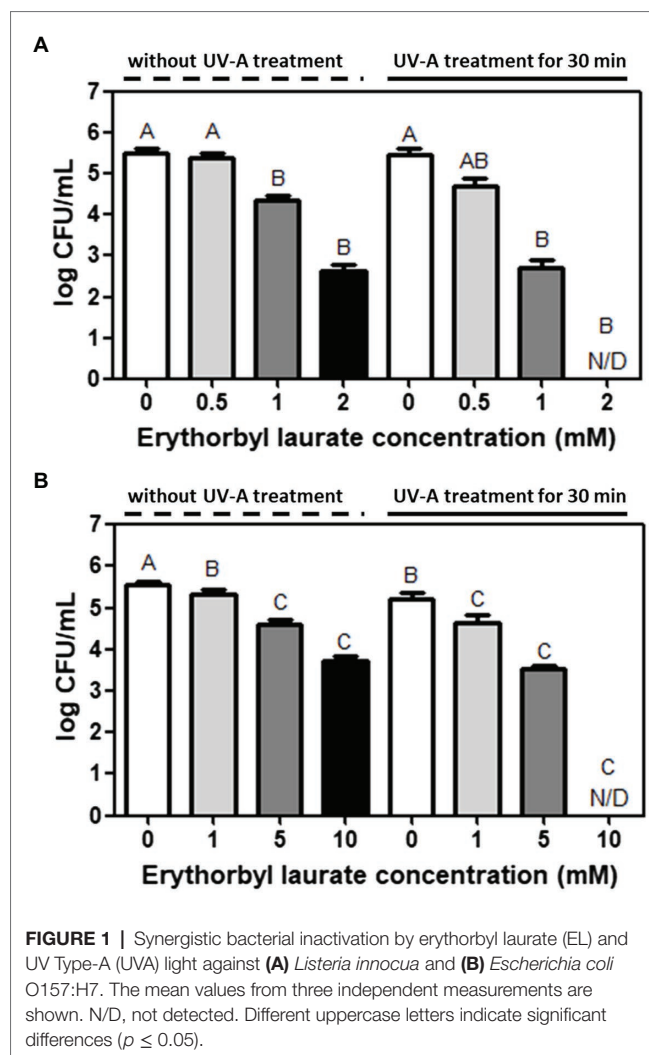 A
without UV-A treatment UV-A treatment for 30 min
7
6
5
4
3
2
1
0
log CFU/mL
A A B B A AB B B
N/D
0 0.5 1 2 0 0.5 1 2
Erythorbyl laurate concentration (mM)
B
without UV-A treatment UV-A treatment for 30 min
7
6
5
4
3
2
1
0
log CFU/mL
A B C C B C C C
N/D
0 1 5 10 0 1 5 10
Erythorbyl laurate concentration (mM)
FIGURE 1 | Synergistic bacterial inactivation by erythorbyl laurate (EL) and
UV Type-A (UVA) light against (A) Listeria innocua and (B) Escherichia coli
O157:H7. The mean values from three independent measurements are
shown. N/D, not detected. Different uppercase letters indicate significant
differences (p ≤ 0.05).